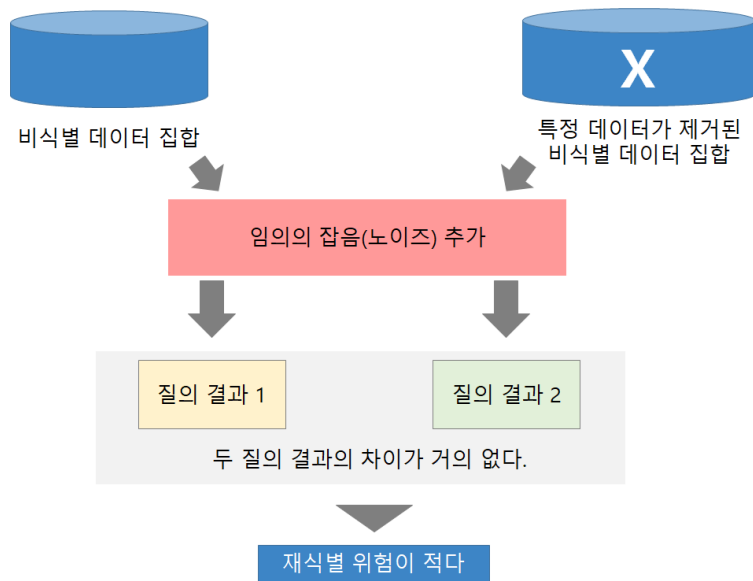 비식별 데이터 집합
X
특정 데이터가 제거된
비식별 데이터 집합
임의의 잡음(노이즈) 추가
질의 결과 1
질의 결과 2
두 질의 결과의 차이가 거의 없다.
재식별 위험이 적다